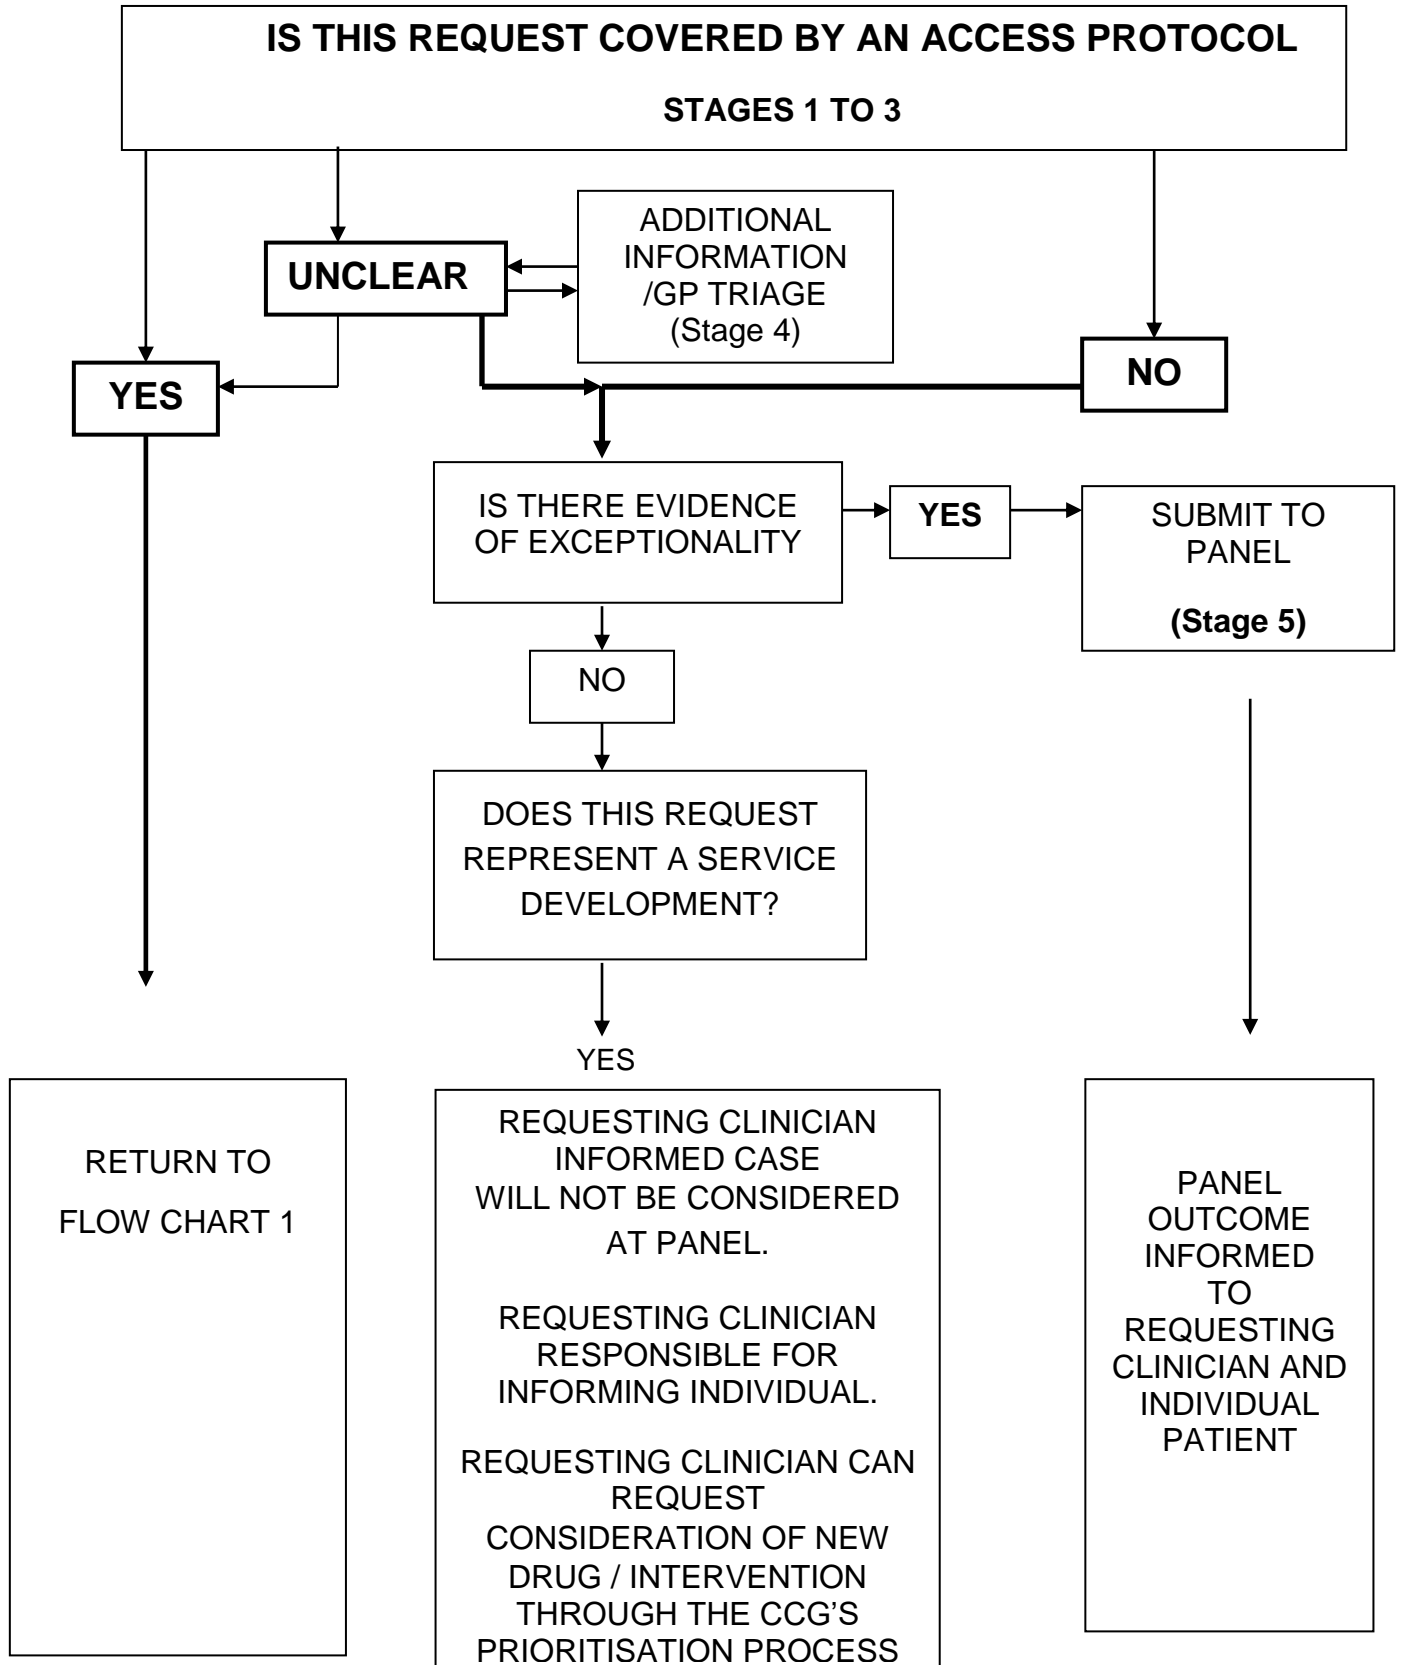 IS THIS REQUEST COVERED BY AN ACCESS PROTOCOL
STAGES 1 TO 3
ADDITIONAL
INFORMATION
/GP TRIAGE
(Stage 4)
UNCLEAR
NO
YES
IS THERE EVIDENCE
OF EXCEPTIONALITY
YES
SUBMIT TO
PANEL
(Stage 5)
NO
DOES THIS REQUEST
REPRESENT A SERVICE
DEVELOPMENT?
YES
RETURN TO
FLOW CHART 1
REQUESTING CLINICIAN
INFORMED CASE
WILL NOT BE CONSIDERED
AT PANEL.
REQUESTING CLINICIAN
RESPONSIBLE FOR
INFORMING INDIVIDUAL.
REQUESTING CLINICIAN CAN
REQUEST
CONSIDERATION OF NEW
DRUG / INTERVENTION
THROUGH THE CCG’S
PRIORITISATION PROCESS
PANEL
OUTCOME
INFORMED
TO
REQUESTING
CLINICIAN AND
INDIVIDUAL
PATIENT